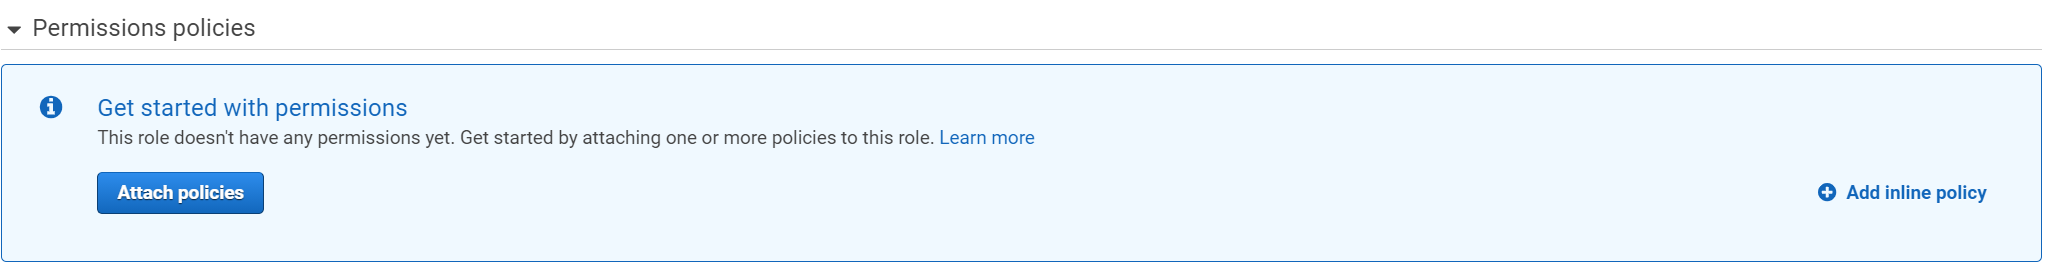 Permissions policies
Get started with permissions
This role doesn't have any permissions yet. Get started by attaching one or more policies to this role. Learn more
Attach policies
Add inline policy